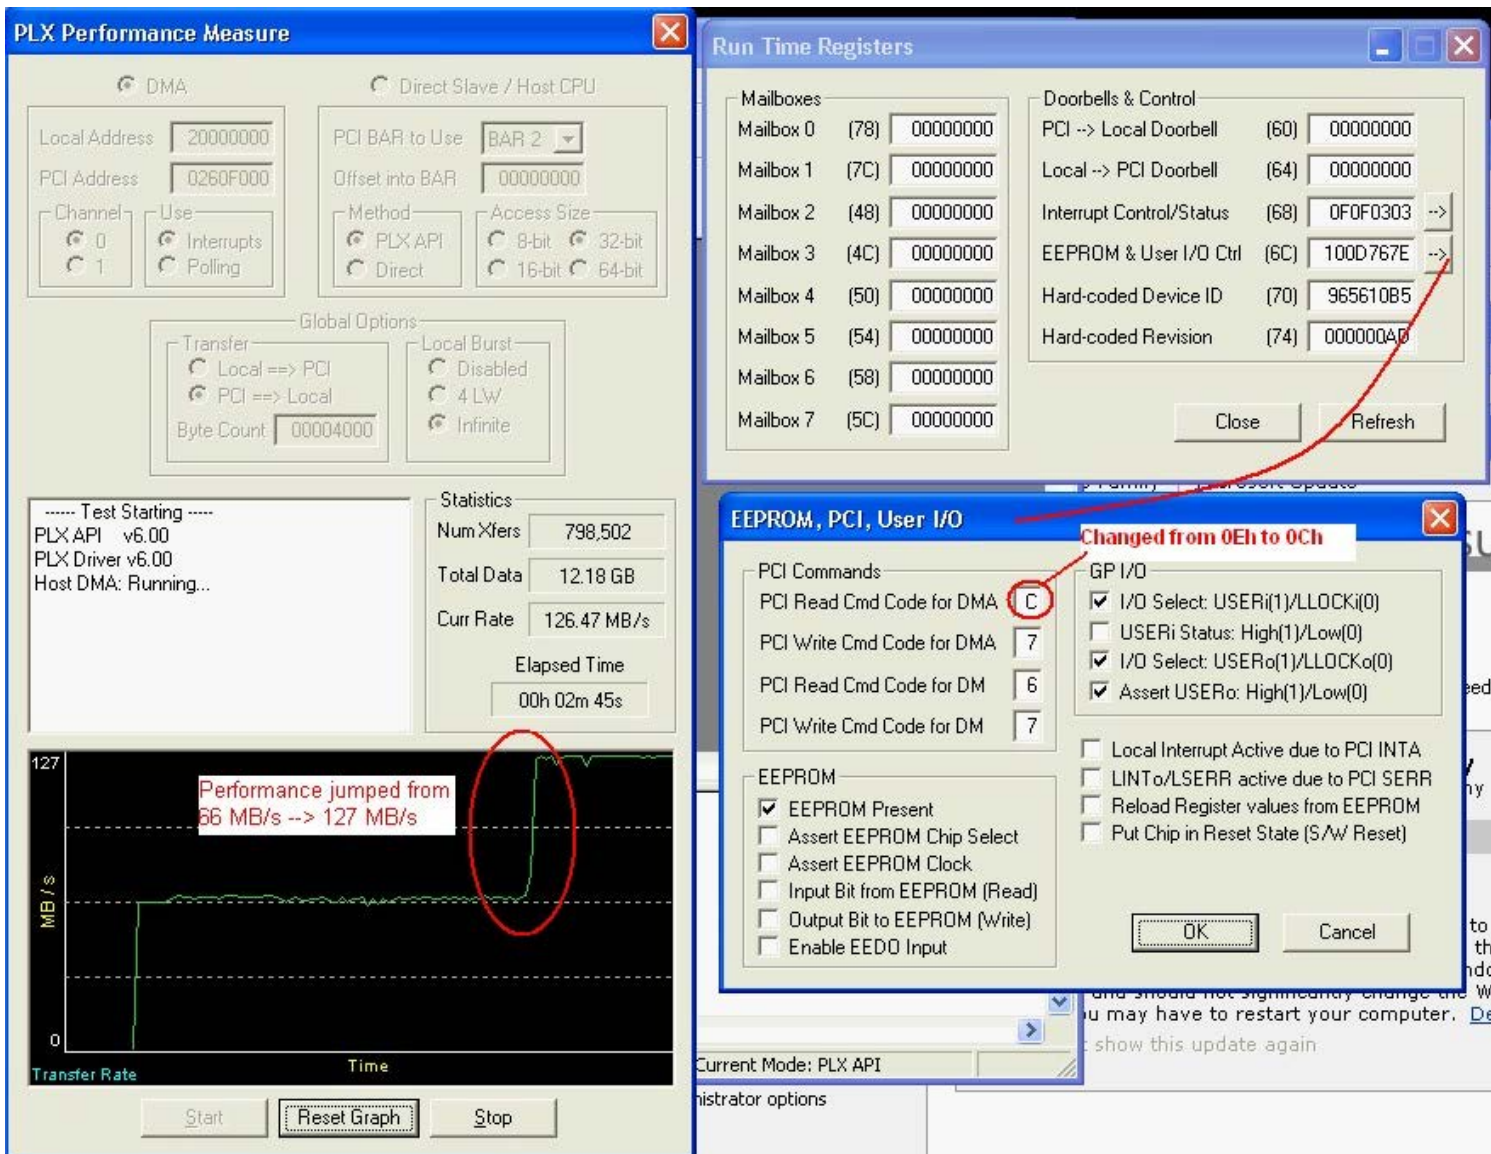 PLX Performance Measure
DMA
Direct Slave / Host CPU
Local Address 20000000
PCI Address 0260F000
Channel
0
1
Use
Interrupts
Polling
PCI BAR to Use BAR 2
Offset into BAR 00000000
Method
PLX API
Direct
Access Size
8-bit 32-bit
16-bit 64-bit
Global Options
Transfer
Local ==> PCI
PCI ==> Local
Byte Count 00004000
Local Burst
Disabled
4 LW
Infinite
------ Test Starting -----
PLX API v6.00
PLX Driver v6.00
Host DMA: Running...
Statistics
Num Xfers 798,502
Total Data 12.18 GB
Curr Rate 126.47 MB/s
Elapsed Time
00h 02m 45s
127
Performance jumped from
66 MB/s --> 127 MB/s
MB / s
0
Time
Transfer Rate
Start Reset Graph Stop
Run Time Registers
Mailboxes
Mailbox 0 (78) 00000000
Mailbox 1 (7C) 00000000
Mailbox 2 (48) 00000000
Mailbox 3 (4C) 00000000
Mailbox 4 (50) 00000000
Mailbox 5 (54) 00000000
Mailbox 6 (58) 00000000
Mailbox 7 (5C) 00000000
Doorbells & Control
PCI --> Local Doorbell (60) 00000000
Local --> PCI Doorbell (64) 00000000
Interrupt Control/Status (68) 0F0F0303 -->
EEPROM & User I/O Ctrl (6C) 100D767E -->
Hard-coded Device ID (70) 965610B5
Hard-coded Revision (74) 000000AD
Close Refresh
EEPROM, PCI, User I/O
Changed from 0Eh to 0Ch
PCI Commands
PCI Read Cmd Code for DMA C
PCI Write Cmd Code for DMA 7
PCI Read Cmd Code for DM 6
PCI Write Cmd Code for DM 7
EEPROM
EEPROM Present
Assert EEPROM Chip Select
Assert EEPROM Clock
Input Bit from EEPROM (Read)
Output Bit to EEPROM (Write)
Enable EEDO Input
GP I/O
I/O Select: USERi(1)/LLOCKi(0)
USERi Status: High(1)/Low(0)
I/O Select: USERo(1)/LLOCKo(0)
Assert USERo: High(1)/Low(0)
Local Interrupt Active due to PCI INTA
LINTo/LSERR active due to PCI SERR
Reload Register values from EEPROM
Put Chip in Reset State (S/W Reset)
OK Cancel
and should not significantly change the W
u may have to restart your computer. De
show this update again
Current Mode: PLX API
nistrator options